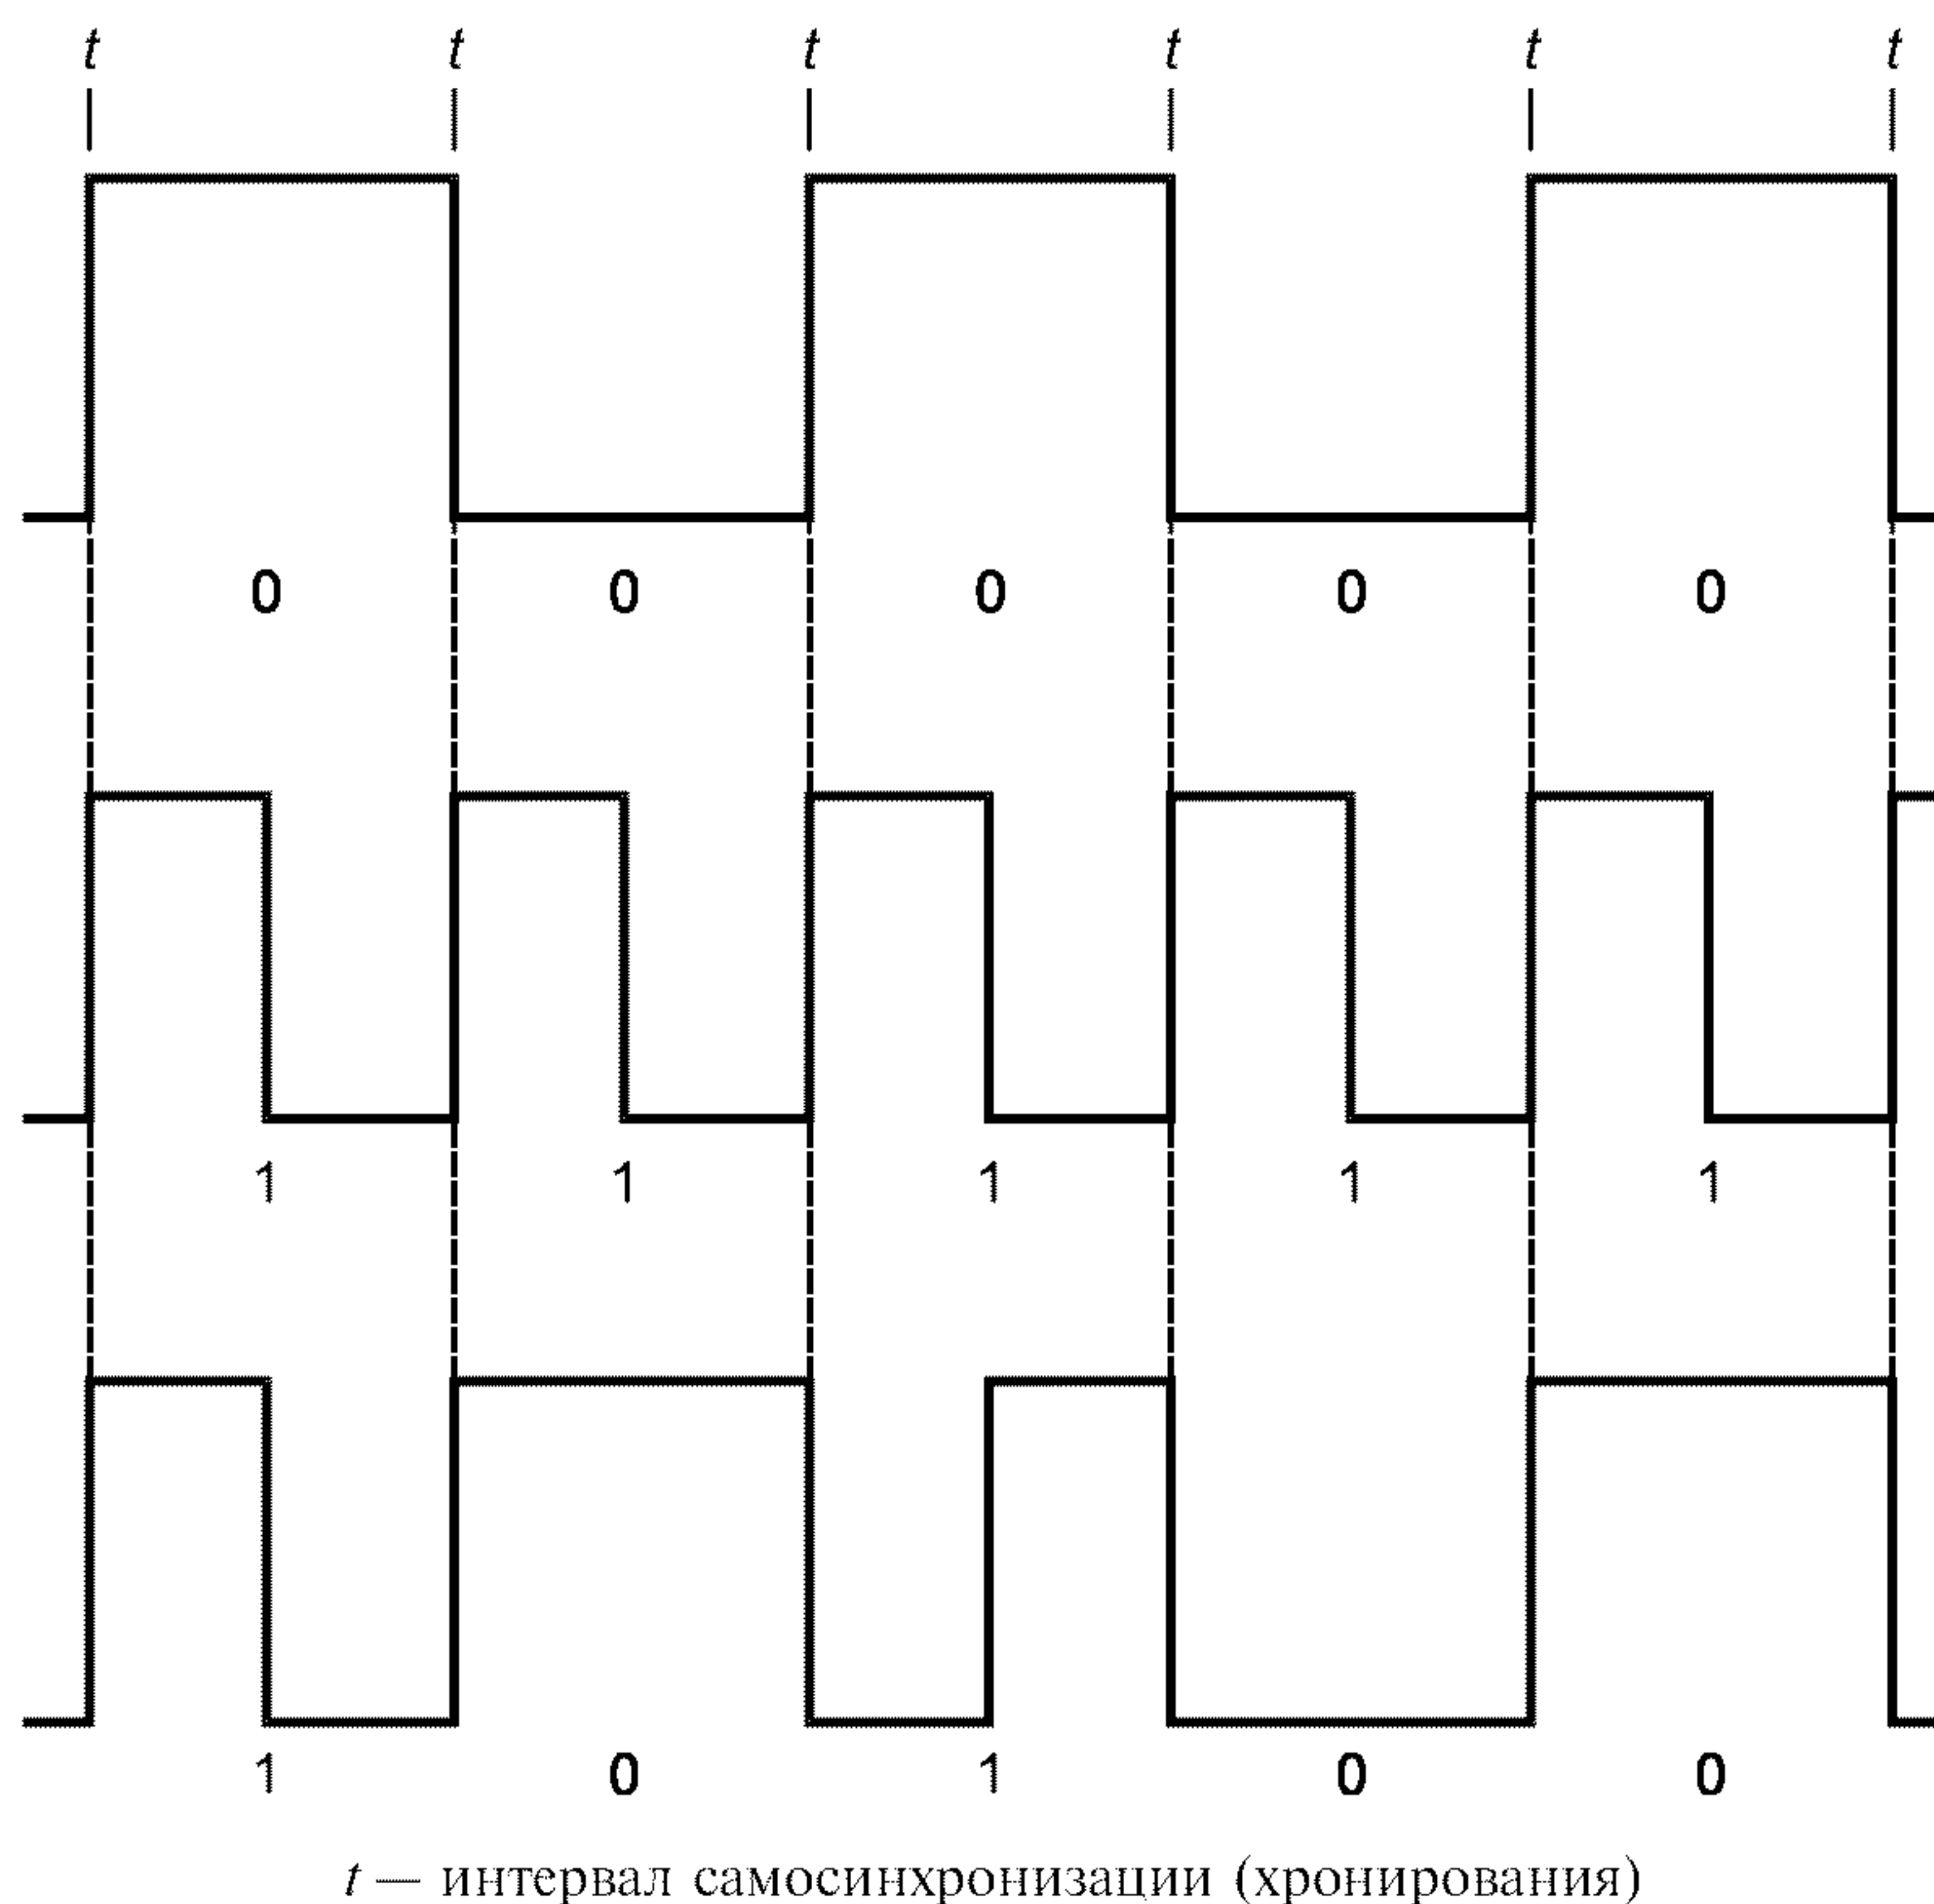 t t t t t t
0 0 0 0 0
1 1 1 1 1
1 0 1 0 0
t — интервал самосинхронизации (хронирования)